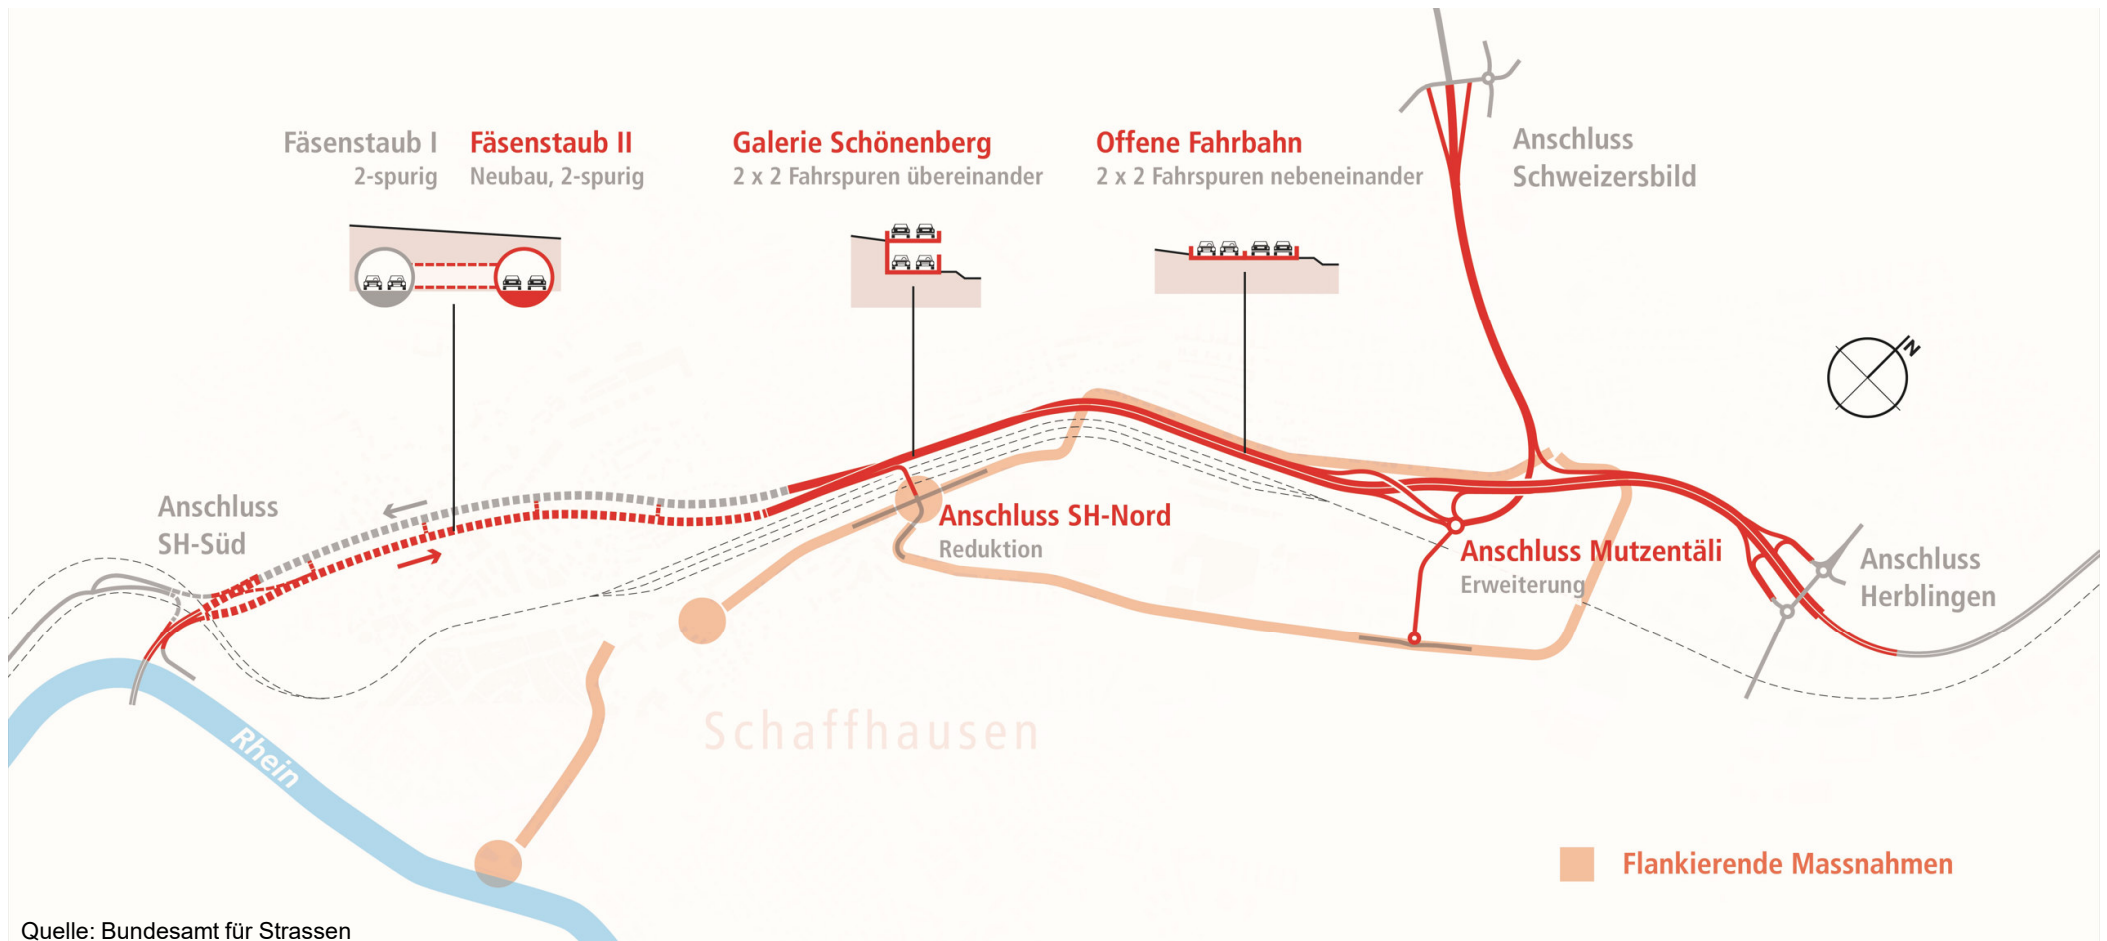 Fäsenstaub I
2-spurig
Fäsenstaub II
Neubau, 2-spurig
Galerie Schönenberg
2 x 2 Fahrspuren übereinander
Offene Fahrbahn
2 x 2 Fahrspuren nebeneinander
Anschluss
Schweizersbild
N
Anschluss
SH-Süd
Anschluss SH-Nord
Reduktion
Anschluss Mutzentäli
Erweiterung
Anschluss
Herblingen
Rhein
Schaffhausen
Flankierende Massnahmen
Quelle: Bundesamt für Strassen